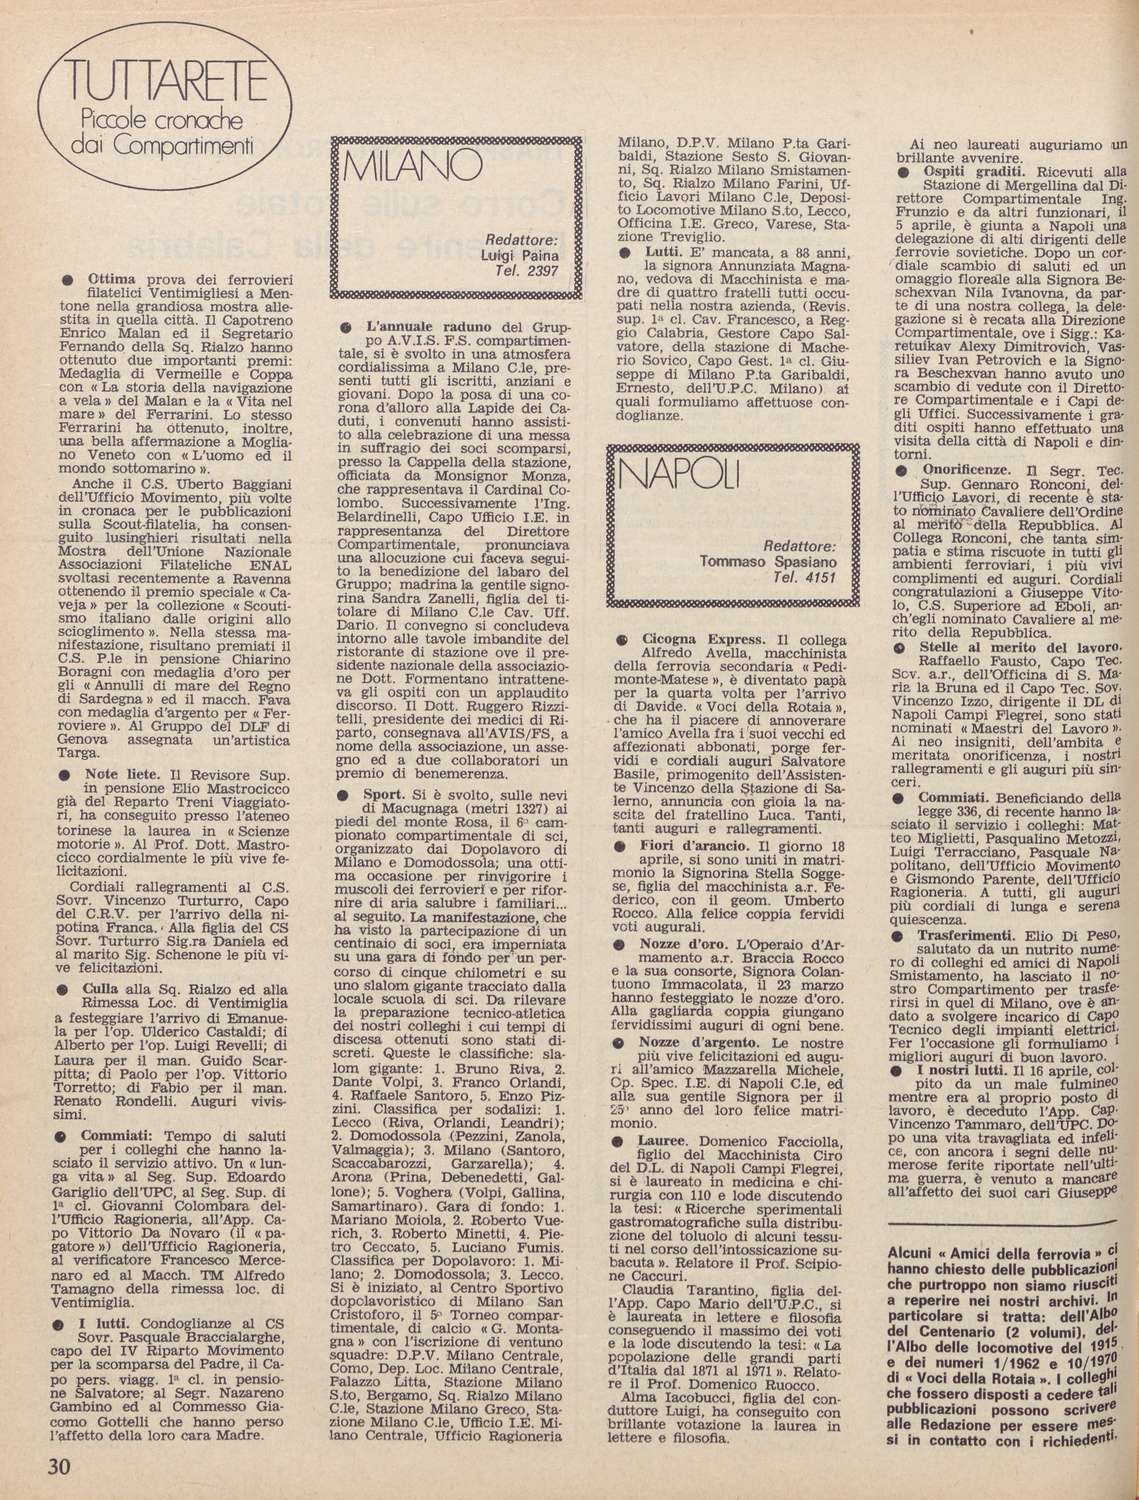 TUTTARETE
Piccole cronache
dai Compartimenti
● Ottima prova dei ferrovieri
filatelici Ventimigliesi a Men-
tone nella grandiosa mostra alle-
stita in quella città. Il Capotreno
Enrico Malan ed il Segretario
Fernando della Sq. Rialzo hanno
ottenuto due importanti premi:
Medaglia di Vermeille e Coppa
con « La storia della navigazione
a vela » del Malan e la « Vita nel
mare » del Ferrarini. Lo stesso
Ferrarini ha ottenuto, inoltre,
una bella affermazione a Moglia-
no Veneto con « L'uomo ed il
mondo sottomarino ».
Anche il C.S. Uberto Baggiani
dell'Ufficio Movimento, più volte
in cronaca per le pubblicazioni
sulla Scout-filatelia, ha conse-
guito lusinghieri risultati nella
Mostra dell'Unione Nazionale
Associazioni Filateliche ENAL
svoltasi recentemente a Ravenna
ottenendo il premio speciale « Ca-
veja » per la collezione « Scouti-
smo italiano dalle origini allo
scioglimento ». Nella stessa ma-
nifestazione, risultano premiati il
C.S. P.le in pensione Chiarino
Boragni con medaglia d'oro per
gli « Annulli di mare del Regno
di Sardegna » ed il macch. Fava
con medaglia d'argento per « Fer-
roviere ». Al Gruppo del DLF di
Genova assegnata un'artistica
Targa.
● Note liete. Il Revisore Sup.
in pensione Elio Mastrocicco
già del Reparto Treni Viaggiato-
ri, ha conseguito presso l'ateneo
torinese la laurea in « Scienze
motorie ». Al Prof. Dott. Mastro-
cicco cordialmente le più vive fe-
licitazioni.
Cordiali rallegramenti al C.S.
Sovr. Vincenzo Turturro, Capo
del C.R.V. per l'arrivo della ni-
potina Franca. Alla figlia del CS
Sovr. Turturro Sig.ra Daniela ed
al marito Sig. Schenone le più vi-
ve felicitazioni.
● Culla alla Sq. Rialzo ed alla
Rimessa Loc. di Ventimiglia
a festeggiare l'arrivo di Emanue-
la per l'op. Ulderico Castaldi; di
Alberto per l'op. Luigi Revelli; di
Laura per il man. Guido Scar-
pitta; di Paolo per l'op. Vittorio
Torretto; di Fabio per il man.
Renato Rondelli. Auguri vivis-
simi.
● Commiati: Tempo di saluti
per i colleghi che hanno la-
sciato il servizio attivo. Un « lun-
ga vita » al Seg. Sup. Edoardo
Gariglio dell'UPC, al Seg. Sup. di
1ª cl. Giovanni Colombara del-
l'Ufficio Ragioneria, all'App. Ca-
po Vittorio Da Novaro (il « pa-
gatore ») dell'Ufficio Ragioneria,
al verificatore Francesco Merce-
naro ed al Macch. TM Alfredo
Tamagno della rimessa loc. di
Ventimiglia.
● I lutti. Condoglianze al CS
Sovr. Pasquale Braccialarghe,
capo del IV Riparto Movimento
per la scomparsa del Padre, il Ca-
po pers. viagg. 1ª cl. in pensio-
ne Salvatore; al Segr. Nazareno
Gambino ed al Commesso Gia-
como Gottelli che hanno perso
l'affetto della loro cara Madre.
30
MILANO
Redattore:
Luigi Paina
Tel. 2397
● L'annuale raduno del Grup-
po A.V.I.S. F.S. compartimen-
tale, si è svolto in una atmosfera
cordialissima a Milano C.le, pre-
senti tutti gli iscritti, anziani e
giovani. Dopo la posa di una co-
rona d'alloro alla Lapide dei Ca-
duti, i convenuti hanno assisti-
to alla celebrazione di una messa
in suffragio dei soci scomparsi,
presso la Cappella della stazione,
officiata da Monsignor Monza,
che rappresentava il Cardinal Co-
lombo. Successivamente l'Ing.
Belardinelli, Capo Ufficio I.E. in
rappresentanza del Direttore
Compartimentale, pronunciava
una allocuzione cui faceva segui-
to la benedizione del labaro del
Gruppo; madrina la gentile signo-
rina Sandra Zanelli, figlia del ti-
tolare di Milano C.le Cav. Uff.
Dario. Il convegno si concludeva
intorno alle tavole imbandite del
ristorante di stazione ove il pre-
sidente nazionale della associazio-
ne Dott. Formentano intrattene-
va gli ospiti con un applaudito
discorso. Il Dott. Ruggero Rizzi-
telli, presidente dei medici di Ri-
parto, consegnava all'AVIS/FS, a
nome della associazione, un asse-
gno ed a due collaboratori un
premio di benemerenza.
● Sport. Si è svolto, sulle nevi
di Macugnaga (metri 1327) ai
piedi del monte Rosa, il 6° cam-
pionato compartimentale di sci,
organizzato dai Dopolavoro di
Milano e Domodossola; una otti-
ma occasione per rinvigorire i
muscoli dei ferrovieri e per rifor-
nire di aria salubre i familiari...
al seguito. La manifestazione, che
ha visto la partecipazione di un
centinaio di soci, era imperniata
su una gara di fondo per un per-
corso di cinque chilometri e su
uno slalom gigante tracciato dalla
locale scuola di sci. Da rilevare
la preparazione tecnico-atletica
dei nostri colleghi i cui tempi di
discesa ottenuti sono stati di-
screti. Queste le classifiche: sla-
lom gigante: 1. Bruno Riva, 2.
Dante Volpi, 3. Franco Orlandi,
4. Raffaele Santoro, 5. Enzo Piz-
zini. Classifica per sodalizi: 1.
Lecco (Riva, Orlandi, Leandri);
2. Domodossola (Pezzini, Zanola,
Valmaggia); 3. Milano (Santoro,
Scaccabarozzi, Garzarella); 4.
Arona (Prina, Debenedetti, Gal-
lone); 5. Voghera (Volpi, Gallina,
Samartinaro). Gara di fondo: 1.
Mariano Moiola, 2. Roberto Vue-
rich, 3. Roberto Minetti, 4. Pie-
tro Ceccato, 5. Luciano Fumis.
Classifica per Dopolavoro: 1. Mi-
lano; 2. Domodossola; 3. Lecco.
Si è iniziato, al Centro Sportivo
dopolavoristico di Milano San
Cristoforo, il 5° Torneo compar-
timentale, di calcio « G. Monta-
gna » con l'iscrizione di ventuno
squadre: D.P.V. Milano Centrale,
Como, Dep. Loc. Milano Centrale,
Palazzo Litta, Stazione Milano
S.to, Bergamo, Sq. Rialzo Milano
C.le, Stazione Milano Greco, Sta-
zione Milano C.le, Ufficio I.E. Mi-
lano Centrale, Ufficio Ragioneria
Milano, D.P.V. Milano P.ta Gari-
baldi, Stazione Sesto S. Giovan-
ni, Sq. Rialzo Milano Smistamen-
to, Sq. Rialzo Milano Farini, Uf-
ficio Lavori Milano C.le, Deposi-
to Locomotive Milano S.to, Lecco,
Officina I.E. Greco, Varese, Sta-
zione Treviglio.
● Lutti. E' mancata, a 88 anni,
la signora Annunziata Magna-
no, vedova di Macchinista e ma-
dre di quattro fratelli tutti occu-
pati nella nostra azienda, (Revis.
sup. 1ª cl. Cav. Francesco, a Reg-
gio Calabria, Gestore Capo Sal-
vatore, della stazione di Mache-
rio Sovico, Capo Gest. 1ª cl. Giu-
seppe di Milano P.ta Garibaldi,
Ernesto, dell'U.P.C. Milano) ai
quali formuliamo affettuose con-
doglianze.
NAPOLI
Redattore:
Tommaso Spasiano
Tel. 4151
● Cicogna Express. Il collega
Alfredo Avella, macchinista
della ferrovia secondaria « Pedi-
monte-Matese », è diventato papà
per la quarta volta per l'arrivo
di Davide. « Voci della Rotaia »,
che ha il piacere di annoverare
l'amico Avella fra i suoi vecchi ed
affezionati abbonati, porge fer-
vidi e cordiali auguri Salvatore
Basile, primogenito dell'Assisten-
te Vincenzo della Stazione di Sa-
lerno, annuncia con gioia la na-
scita del fratellino Luca. Tanti,
tanti auguri e rallegramenti.
● Fiori d'arancio. Il giorno 18
aprile, si sono uniti in matri-
monio la Signorina Stella Sogge-
se, figlia del macchinista a.r. Fe-
derico, con il geom. Umberto
Rocco. Alla felice coppia fervidi
voti augurali.
● Nozze d'oro. L'Operaio d'Ar-
mamento a.r. Braccia Rocco
e la sua consorte, Signora Colan-
tuono Immacolata, il 23 marzo
hanno festeggiato le nozze d'oro.
Alla gagliarda coppia giungano
fervidissimi auguri di ogni bene.
● Nozze d'argento. Le nostre
più vive felicitazioni ed augu-
ri all'amico Mazzarella Michele,
Op. Spec. I.E. di Napoli C.le, ed
alla sua gentile Signora per il
25° anno del loro felice matri-
monio.
● Lauree. Domenico Facciolla,
figlio del Macchinista Ciro
del D.L. di Napoli Campi Flegrei,
si è laureato in medicina e chi-
rurgia con 110 e lode discutendo
la tesi: « Ricerche sperimentali
gastromatografiche sulla distribu-
zione del toluolo di alcuni tessu-
ti nel corso dell'intossicazione su-
bacuta ». Relatore il Prof. Scipio-
ne Caccuri.
Claudia Tarantino, figlia del-
l'App. Capo Mario dell'U.P.C., si
è laureata in lettere e filosofia
conseguendo il massimo dei voti
e la lode discutendo la tesi: « La
popolazione delle grandi parti
d'Italia dal 1871 al 1971 ». Relato-
re il Prof. Domenico Ruocco.
Alma Iacobucci, figlia del con-
duttore Luigi, ha conseguito con
brillante votazione la laurea in
lettere e filosofia.
Ai neo laureati auguriamo un
brillante avvenire.
● Ospiti graditi. Ricevuti alla
Stazione di Mergellina dal Di-
rettore Compartimentale Ing.
Frunzio e da altri funzionari, il
5 aprile, è giunta a Napoli una
delegazione di alti dirigenti delle
ferrovie sovietiche. Dopo un cor-
diale scambio di saluti ed un
omaggio floreale alla Signora Be-
schexvan Nila Ivanovna, da par-
te di una nostra collega, la dele-
gazione si è recata alla Direzione
Compartimentale, ove i Sigg.: Ka-
retuikav Alexy Dimitrovich, Vas-
siliev Ivan Petrovich e la Signo-
ra Beschexvan hanno avuto uno
scambio di vedute con il Diretto-
re Compartimentale e i Capi de-
gli Uffici. Successivamente i gra-
diti ospiti hanno effettuato una
visita della città di Napoli e din-
torni.
● Onorificenze. Il Segr. Tec.
Sup. Gennaro Ronconi, del-
l'Ufficio Lavori, di recente è sta-
to nominato Cavaliere dell'Ordine
al merito della Repubblica. Al
Collega Ronconi, che tanta sim-
patia e stima riscuote in tutti gli
ambienti ferroviari, i più vivi
complimenti ed auguri. Cordiali
congratulazioni a Giuseppe Vito-
lo, C.S. Superiore ad Eboli, an-
ch'egli nominato Cavaliere al me-
rito della Repubblica.
● Stelle al merito del lavoro.
Raffaello Fausto, Capo Tec.
Sov. a.r., dell'Officina di S. Ma-
ria la Bruna ed il Capo Tec. Sov.
Vincenzo Izzo, dirigente il DL di
Napoli Campi Flegrei, sono stati
nominati « Maestri del Lavoro ».
Ai neo insigniti, dell'ambita e
meritata onorificenza, i nostri
rallegramenti e gli auguri più sin-
ceri.
● Commiati. Beneficiando della
legge 336, di recente hanno la-
sciato il servizio i colleghi: Mat-
teo Miglietti, Pasqualino Metozzi,
Luigi Terracciano, Pasquale Na-
politano, dell'Ufficio Movimento
e Gismondo Parente, dell'Ufficio
Ragioneria. A tutti, gli auguri
più cordiali di lunga e serena
quiescenza.
● Trasferimenti. Elio Di Peso,
salutato da un nutrito nume-
ro di colleghi ed amici di Napoli
Smistamento, ha lasciato il no-
stro Compartimento per trasfe-
rirsi in quel di Milano, ove è an-
dato a svolgere incarico di Capo
Tecnico degli impianti elettrici.
Per l'occasione gli formuliamo i
migliori auguri di buon lavoro.
● I nostri lutti. Il 16 aprile, col-
pito da un male fulmineo
mentre era al proprio posto di
lavoro, è deceduto l'App. Cap.
Vincenzo Tammaro, dell'UPC. Do-
po una vita travagliata ed infeli-
ce, con ancora i segni delle nu-
merose ferite riportate nell'ulti-
ma guerra, è venuto a mancare
all'affetto dei suoi cari Giuseppe
Alcuni « Amici della ferrovia » ci
hanno chiesto delle pubblicazioni
che purtroppo non siamo riusciti
a reperire nei nostri archivi. In
particolare si tratta: dell'Albo
del Centenario (2 volumi), del-
l'Albo delle locomotive del 1915
e dei numeri 1/1962 e 10/1970
di « Voci della Rotaia ». I colleghi
che fossero disposti a cedere tali
pubblicazioni possono scrivere
alle Redazione per essere mes-
si in contatto con i richiedenti.